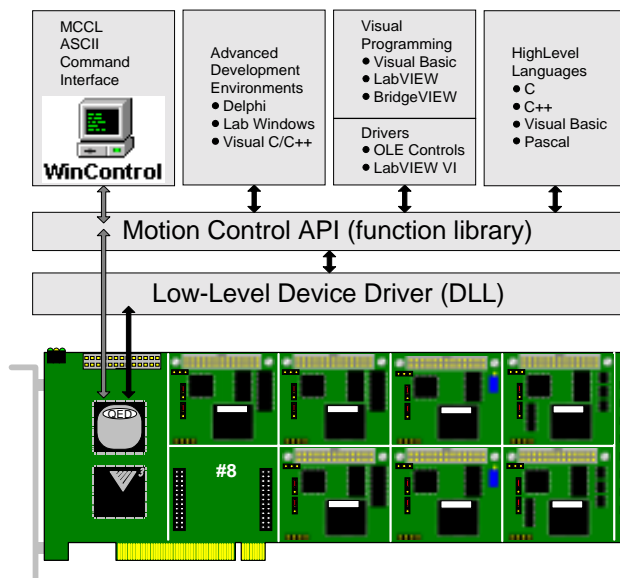 MCCL
ASCII
Command
Interface
WinControl
Advanced
Development
Environments
● Delphi
● Lab Windows
● Visual C/C++
Visual
Programming
● Visual Basic
● LabVIEW
● BridgeVIEW
Drivers
● OLE Controls
● LabVIEW VI
HighLevel
Languages
● C
● C++
● Visual Basic
● Pascal
Motion Control API (function library)
Low-Level Device Driver (DLL)
QED
#8